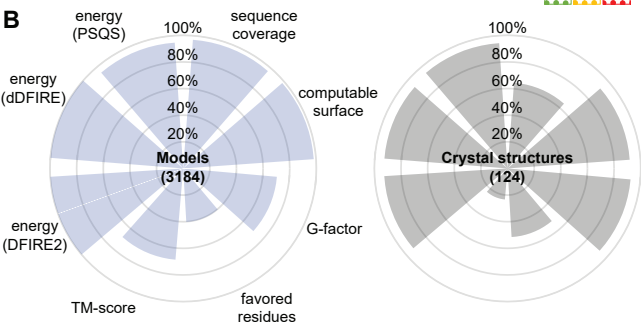 B
energy
(PSQS)
100%
sequence
coverage
80%
60%
40%
20%
energy
(dDFIRE)
computable
surface
Models
(3184)
energy
(DFIRE2)
G-factor
TM-score
favored
residues
100%
80%
60%
40%
20%
Crystal structures
(124)